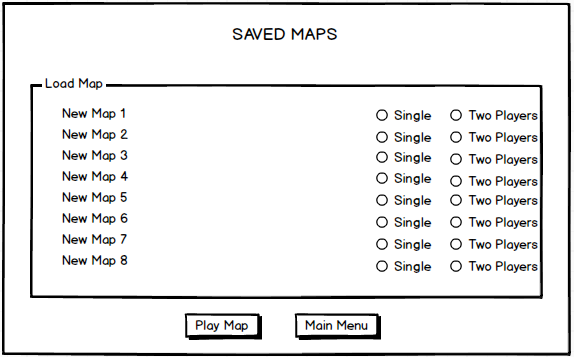 SAVED MAPS
Load Map
New Map 1 Single Two Players
New Map 2 Single Two Players
New Map 3 Single Two Players
New Map 4 Single Two Players
New Map 5 Single Two Players
New Map 6 Single Two Players
New Map 7 Single Two Players
New Map 8 Single Two Players
Play Map Main Menu